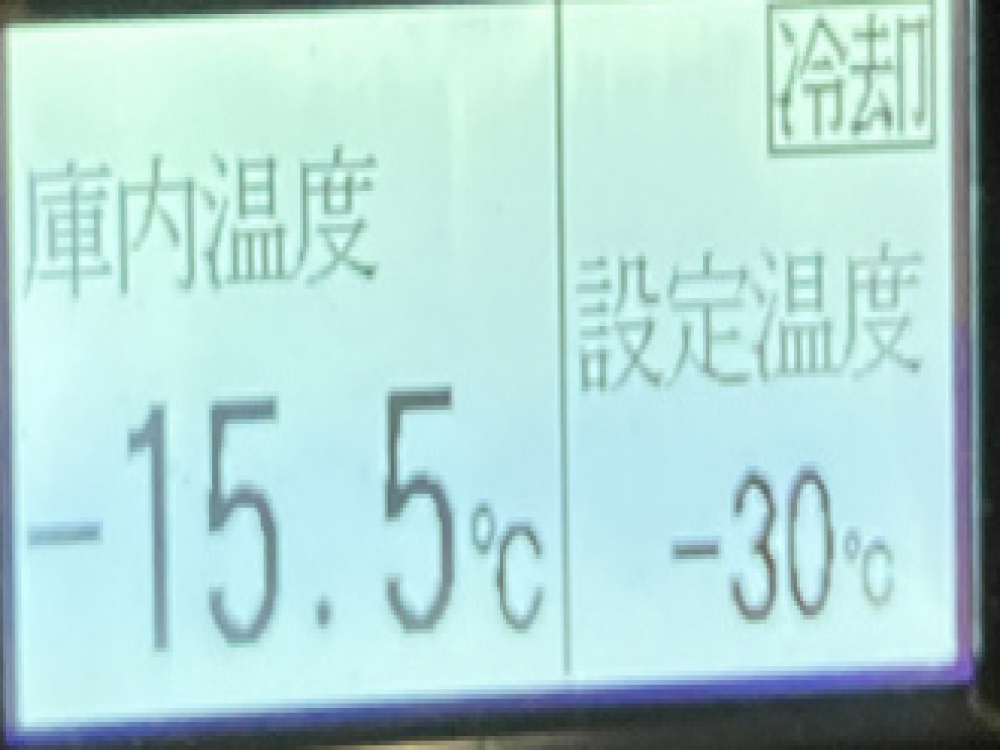 庫内温度
-15.5℃
冷却
設定温度
-30℃